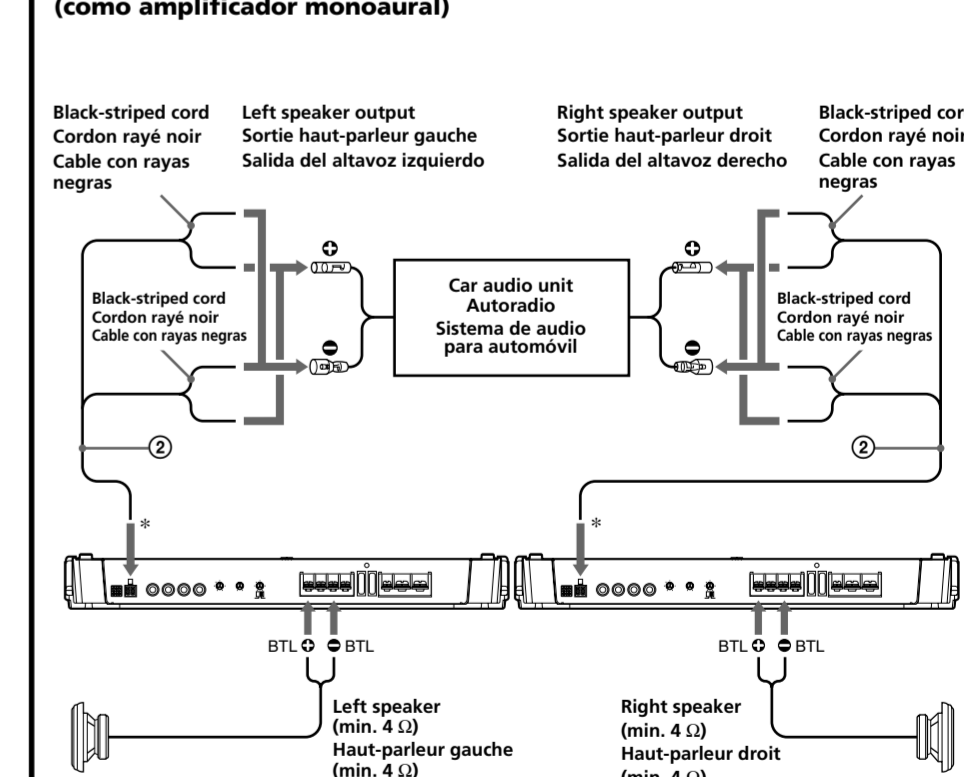 (como amplificador monoaural)
Black-striped cord
Cordon rayé noir
Cable con rayas
negras
Left speaker output
Sortie haut-parleur gauche
Salida del altavoz izquierdo
Right speaker output
Sortie haut-parleur droit
Salida del altavoz derecho
Black-striped cor
Cordon rayé noir
Cable con rayas
negras
Black-striped cord
Cordon rayé noir
Cable con rayas negras
Car audio unit
Autoradio
Sistema de audio
para automóvil
Black-striped cord
Cordon rayé noir
Cable con rayas negras
②
②
*
*
BTL + − BTL
BTL + − BTL
Left speaker
(min. 4 Ω)
Haut-parleur gauche
(min. 4 Ω)
Right speaker
(min. 4 Ω)
Haut-parleur droit
(min. 4 Ω)